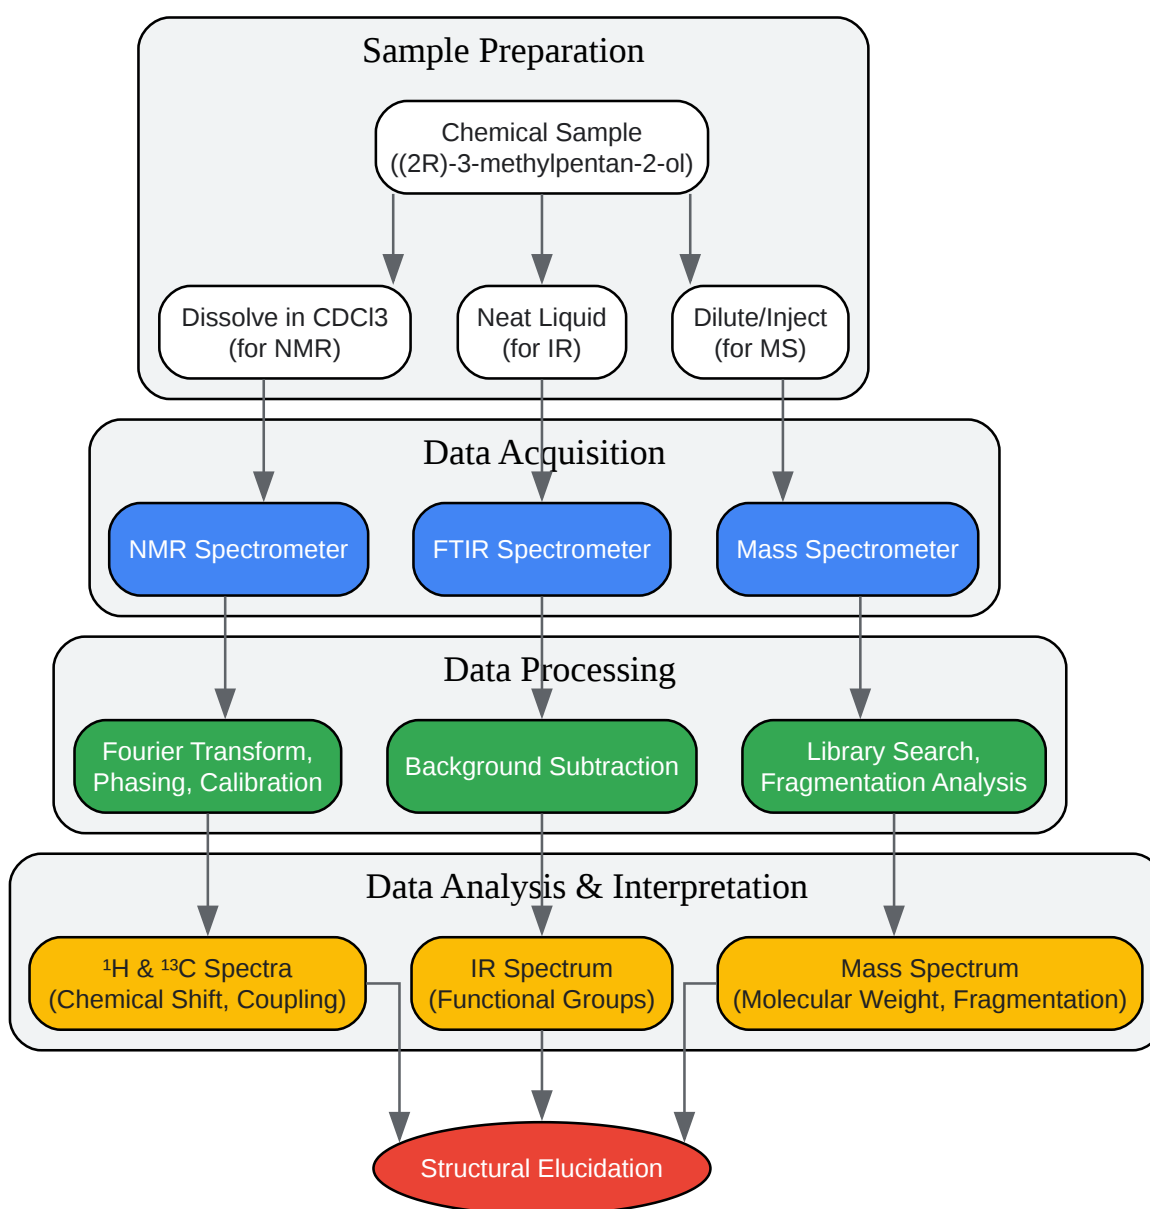 Sample Preparation
Chemical Sample
((2R)-3-methylpentan-2-ol)
Dissolve in CDCl3
(for NMR)
Neat Liquid
(for IR)
Dilute/Inject
(for MS)
Data Acquisition
NMR Spectrometer
FTIR Spectrometer
Mass Spectrometer
Data Processing
Fourier Transform,
Phasing, Calibration
Background Subtraction
Library Search,
Fragmentation Analysis
Data Analysis & Interpretation
¹H & ¹³C Spectra
(Chemical Shift, Coupling)
IR Spectrum
(Functional Groups)
Mass Spectrum
(Molecular Weight, Fragmentation)
Structural Elucidation